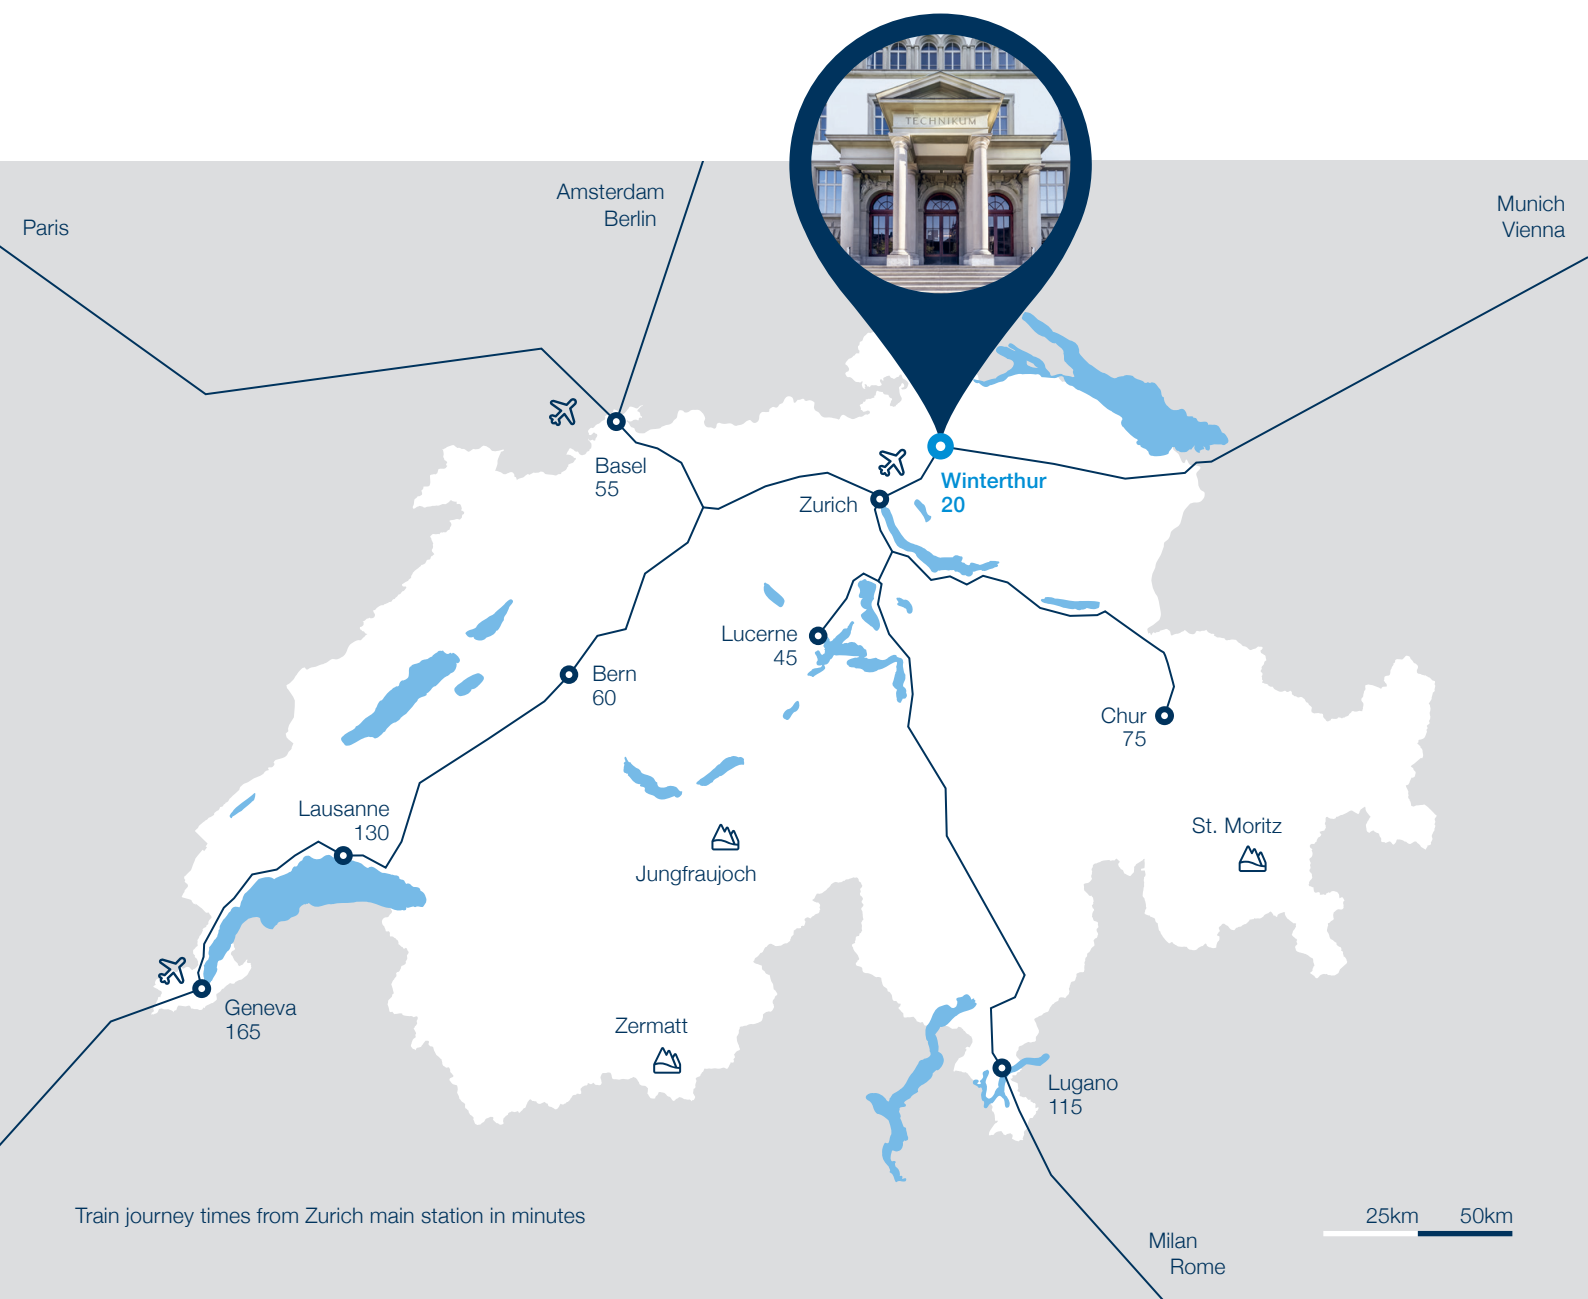 TECHNIKUM
Amsterdam
Berlin
Paris
Munich
Vienna
Basel
55
Winterthur
20
Zurich
Lucerne
45
Bern
60
Chur
75
Lausanne
130
St. Moritz
Jungfraujoch
Geneva
165
Zermatt
Lugano
115
Train journey times from Zurich main station in minutes
25km 50km
Milan
Rome